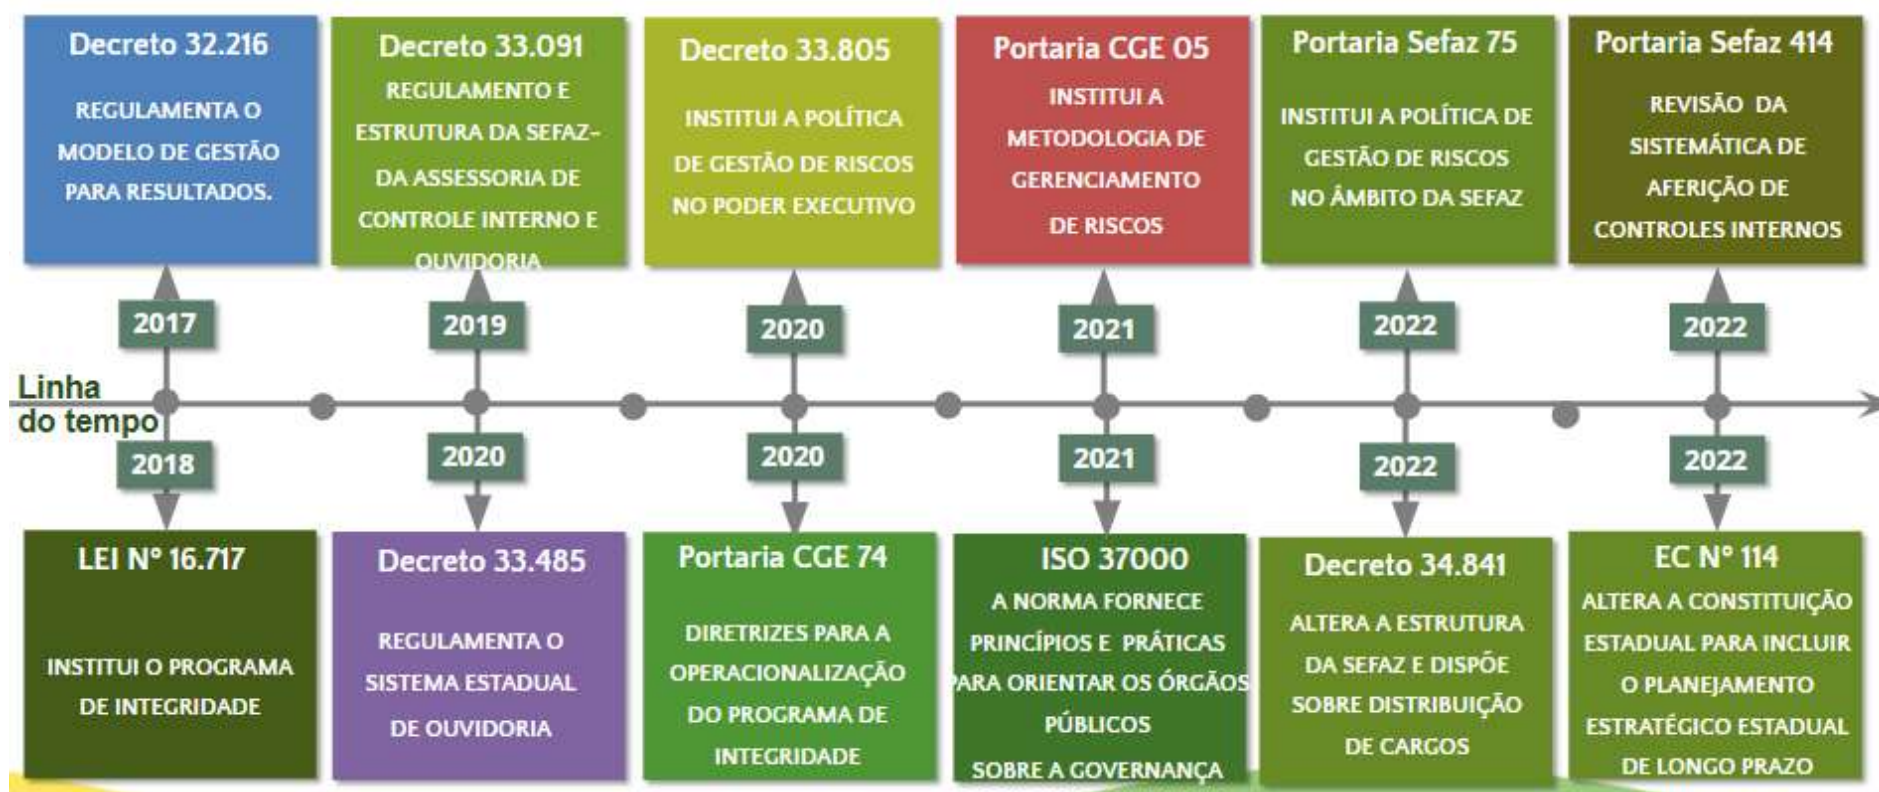 Decreto 32.216
REGULAMENTA O
MODELO DE GESTÃO
PARA RESULTADOS.
Decreto 33.091
REGULAMENTO E
ESTRUTURA DA SEFAZ-
DA ASSESSORIA DE
CONTROLE INTERNO E
OUVIDORIA
Decreto 33.805
INSTITUI A POLÍTICA
DE GESTÃO DE RISCOS
NO PODER EXECUTIVO
Portaria CGE 05
INSTITUI A
METODOLOGIA DE
GERENCIAMENTO
DE RISCOS
Portaria Sefaz 75
INSTITUI A POLÍTICA DE
GESTÃO DE RISCOS
NO ÂMBITO DA SEFAZ
Portaria Sefaz 414
REVISÃO DA
SISTEMÁTICA DE
AFERIÇÃO DE
CONTROLES INTERNOS
2017
2019
2020
2021
2022
2022
Linha
do tempo
2018
2020
2020
2021
2022
2022
LEI Nº 16.717
INSTITUI O PROGRAMA
DE INTEGRIDADE
Decreto 33.485
REGULAMENTA O
SISTEMA ESTADUAL
DE OUVIDORIA
Portaria CGE 74
DIRETRIZES PARA A
OPERACIONALIZAÇÃO
DO PROGRAMA DE
INTEGRIDADE
ISO 37000
A NORMA FORNECE
PRINCÍPIOS E PRÁTICAS
PARA ORIENTAR OS ÓRGÃOS
PÚBLICOS
SOBRE A GOVERNANÇA
Decreto 34.841
ALTERA A ESTRUTURA
DA SEFAZ E DISPÕE
SOBRE DISTRIBUIÇÃO
DE CARGOS
EC Nº 114
ALTERA A CONSTITUIÇÃO
ESTADUAL PARA INCLUIR
O PLANEJAMENTO
ESTRATÉGICO ESTADUAL
DE LONGO PRAZO